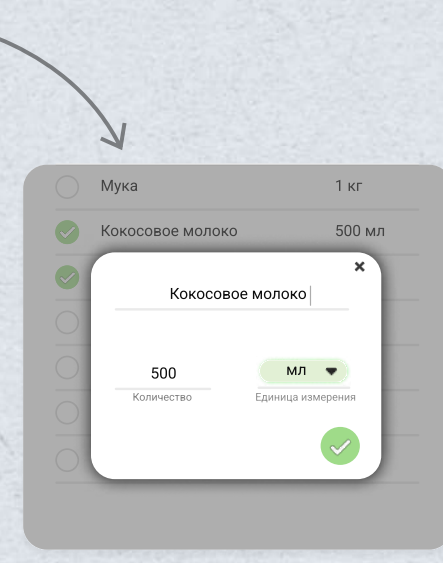 Мука 1 кг
Кокосовое молоко 500 мл
Кокосовое молоко
500 мл
Количество Единица измерения